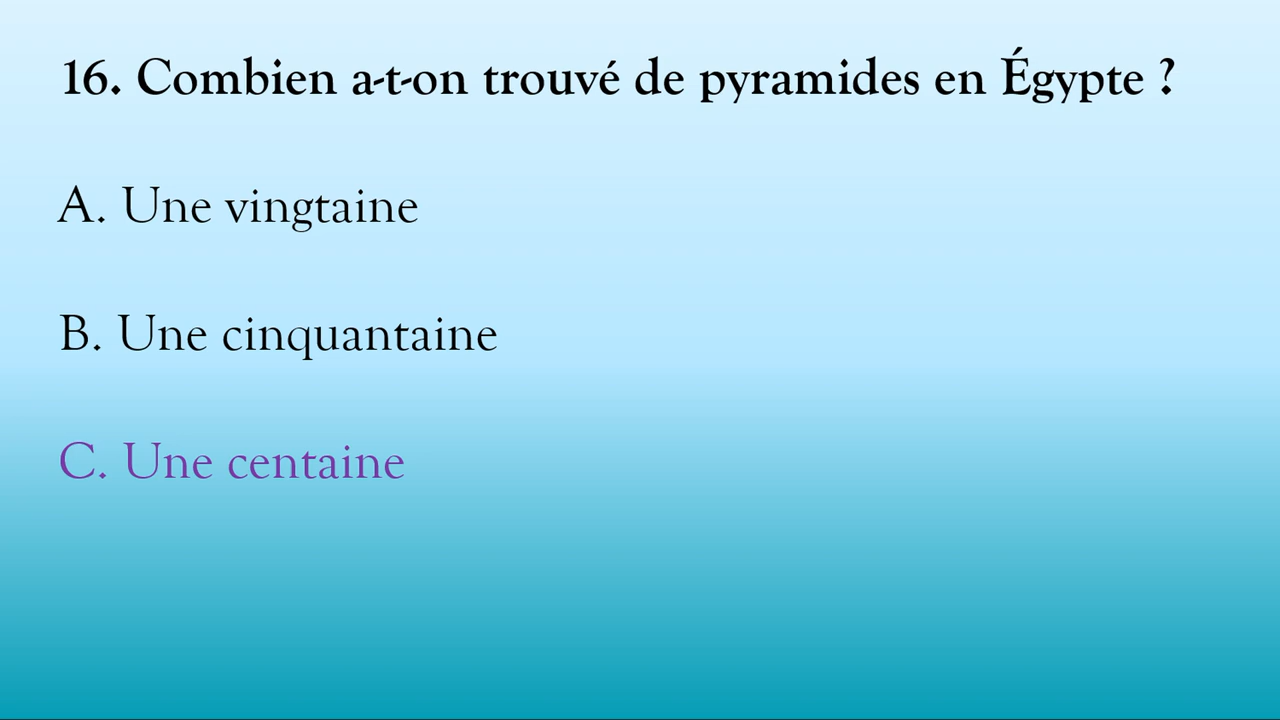 16. Combien a-t-on trouvé de pyramides en Égypte ?
A. Une vingtaine
B. Une cinquantaine
C. Une centaine